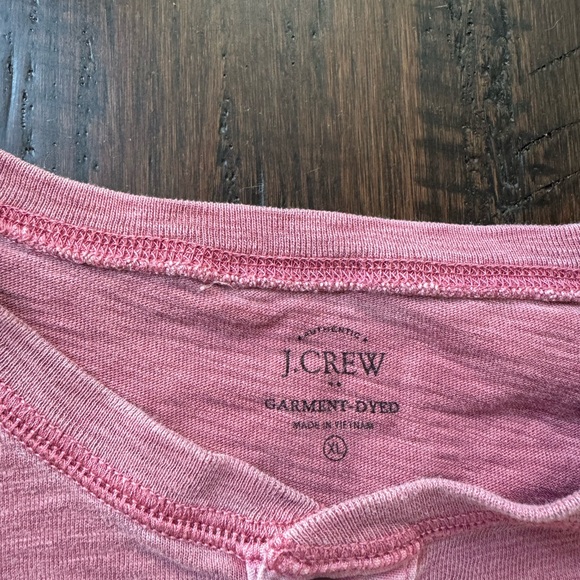 AUTHENTIC
J.CREW
GARMENT-DYED
MADE IN VIETNAM
XL